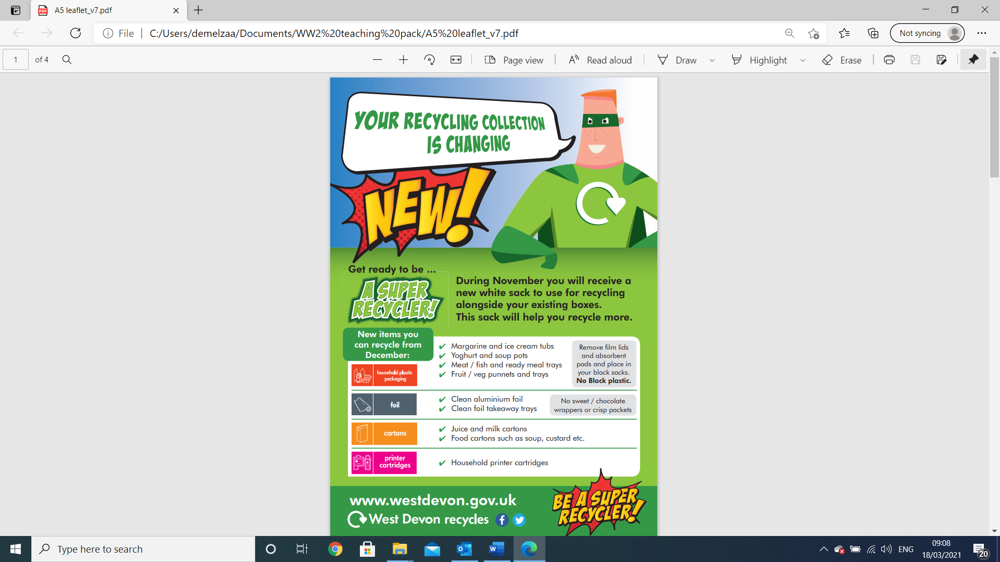 A5 leaflet_v7.pdf
File
C:/Users/demelzaa/Documents/WW2%20teaching%20pack/A5%20leaflet_v7.pdf
Not syncing
1 of 4
Page view
Read aloud
Draw
Highlight
Erase
YOUR RECYCLING COLLECTION
IS CHANGING
NEW!
Get ready to be ...
A SUPER
RECYCLER!
During November you will receive a
new white sack to use for recycling
alongside your existing boxes.
This sack will help you recycle more.
New items you
can recycle from
December:
household plastic
packaging
✔ Margarine and ice cream tubs
✔ Yoghurt and soup pots
✔ Meat / fish and ready meal trays
✔ Fruit / veg punnets and trays
Remove film lids
and absorbent
pads and place in
your black sacks.
No Black plastic.
foil
✔ Clean aluminium foil
✔ Clean foil takeaway trays
No sweet / chocolate
wrappers or crisp packets
cartons
✔ Juice and milk cartons
✔ Food cartons such as soup, custard etc.
printer
cartridges
✔ Household printer cartridges
www.westdevon.gov.uk
West Devon recycles
BE A SUPER
RECYCLER!
Type here to search
ENG
09:08
18/03/2021
20